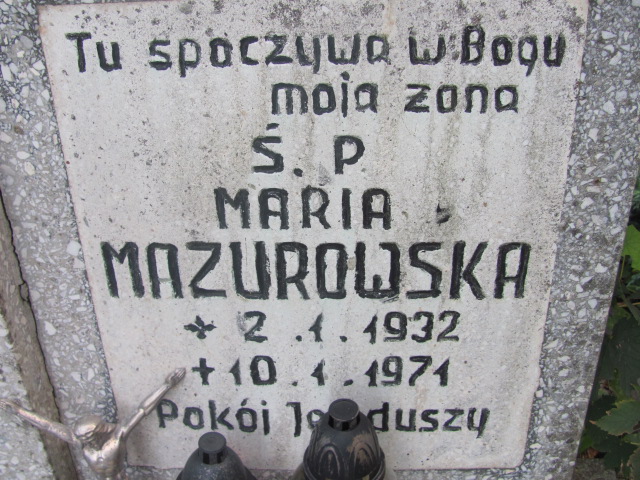 Tu spoczywa w Bogu
moja zona
Ś. P
MARIA
MAZUROWSKA
2.1.1932
10.1.1971
Pokój duszy